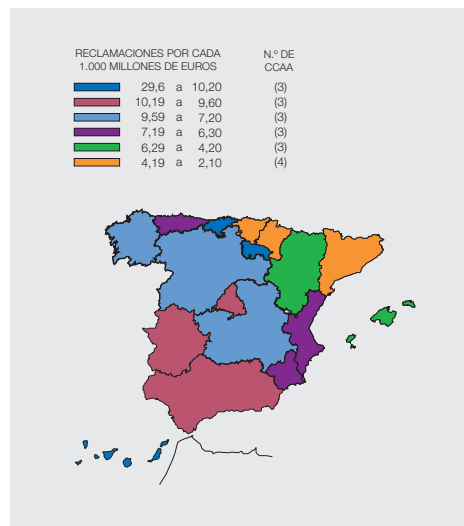 RECLAMACIONES POR CADA N.º DE
1.000 MILLONES DE EUROS CCAA
29,6 a 10,20 (3)
10,19 a 9,60 (3)
9,59 a 7,20 (3)
7,19 a 6,30 (3)
6,29 a 4,20 (3)
4,19 a 2,10 (4)